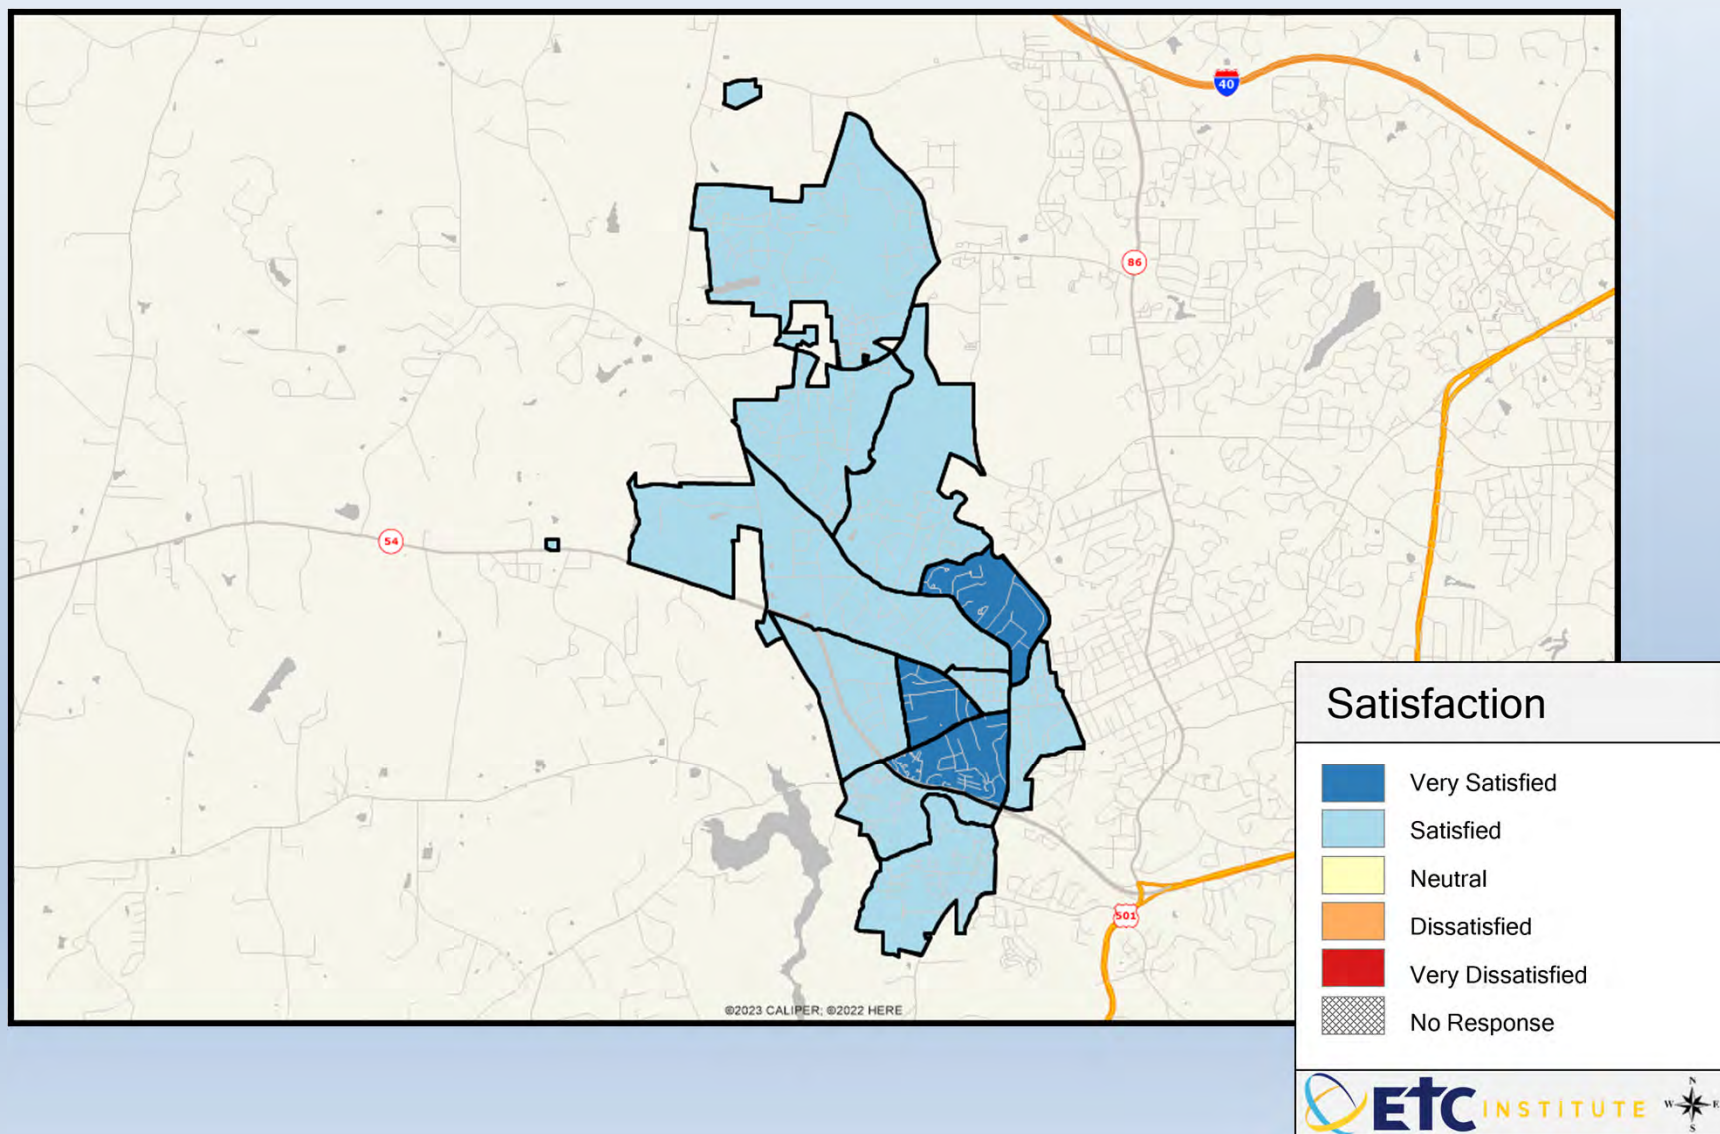 40
86
54
501
©2023 CALIPER; ©2022 HERE
Satisfaction
Very Satisfied
Satisfied
Neutral
Dissatisfied
Very Dissatisfied
No Response
ETC INSTITUTE
N
W E
S